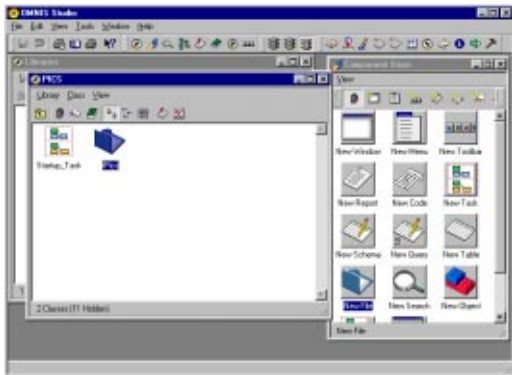 OMNIS Studio
File Edit View Tools Window Help
Libraries
PICS
Library Class View
Startup_Task
2 Classes (11 Hidden)
Component Store
View
New Window New Menu New Toolbar
New Report New Code New Task
New Schema New Query New Table
New File New Search New Object
New File